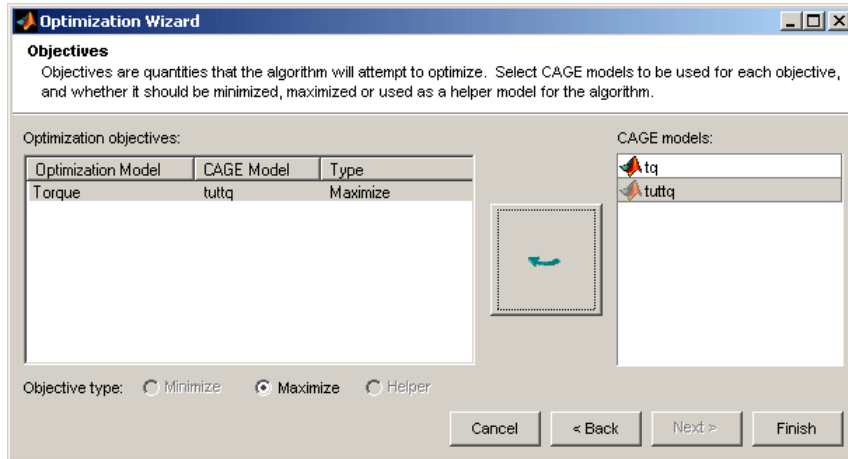 Optimization Wizard
Objectives
Objectives are quantities that the algorithm will attempt to optimize. Select CAGE models to be used for each objective,
and whether it should be minimized, maximized or used as a helper model for the algorithm.
Optimization objectives:
CAGE models:
Optimization Model CAGE Model Type
Torque tuttq Maximize
tq
tuttq
Objective type: Minimize Maximize Helper
Cancel < Back Next > Finish